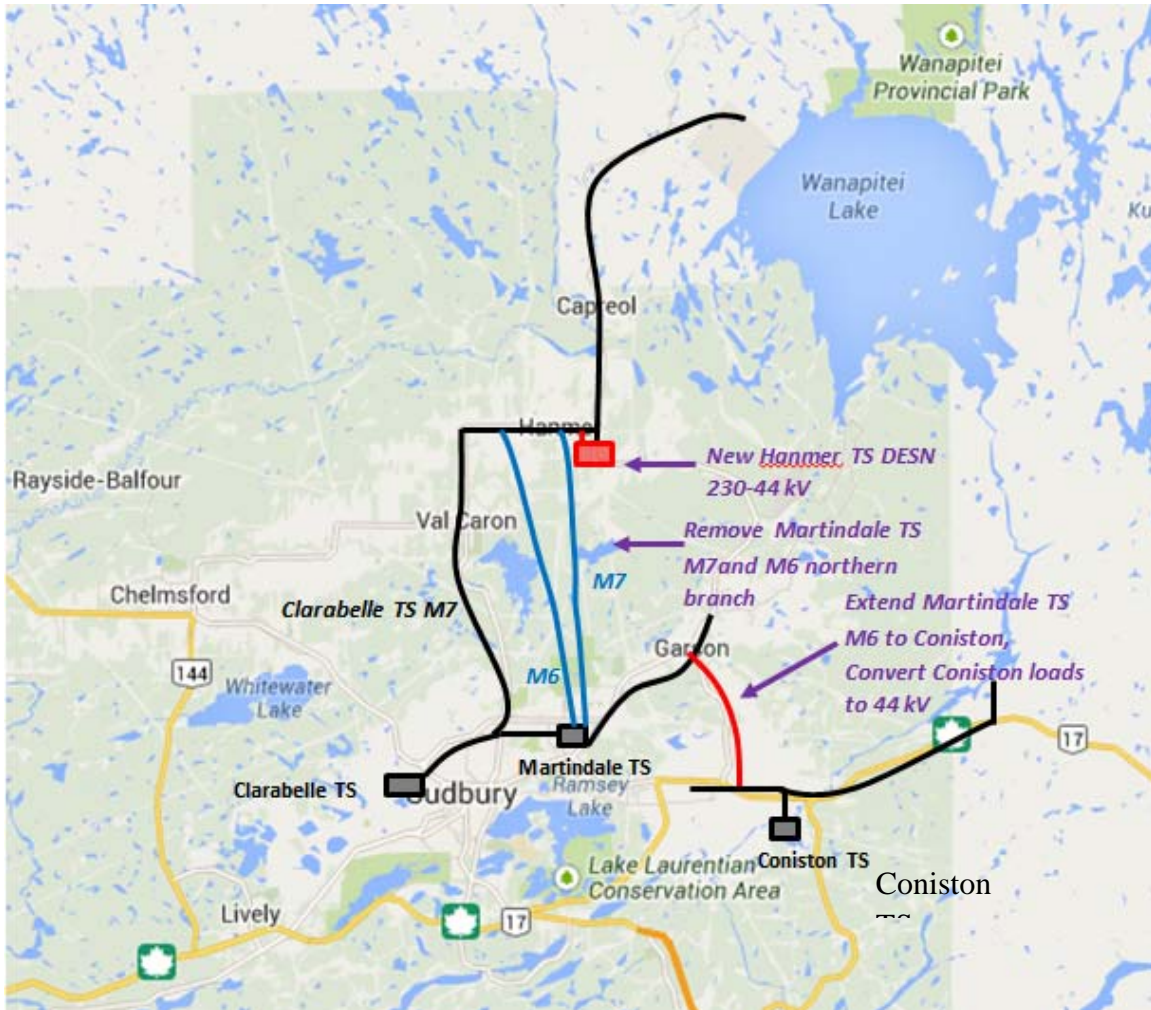 Wanapitei
Provincial Park
Wanapitei
Lake
Ku
Capreol
Hanme
New Hanmer TS DESN
230-44 kV
Rayside-Balfour
Val Caron
Remove Martindale TS
M7and M6 northern
branch
M7
Chelmsford
Clarabelle TS M7
Extend Martindale TS
M6 to Coniston,
Convert Coniston loads
to 44 kV
Garson
M6
144
Whitewater
Lake
17
Martindale TS
Clarabelle TS
Sudbury
Ramsey
Lake
Coniston TS
Lake Laurentian
Conservation Area
Coniston
TS
Lively
17